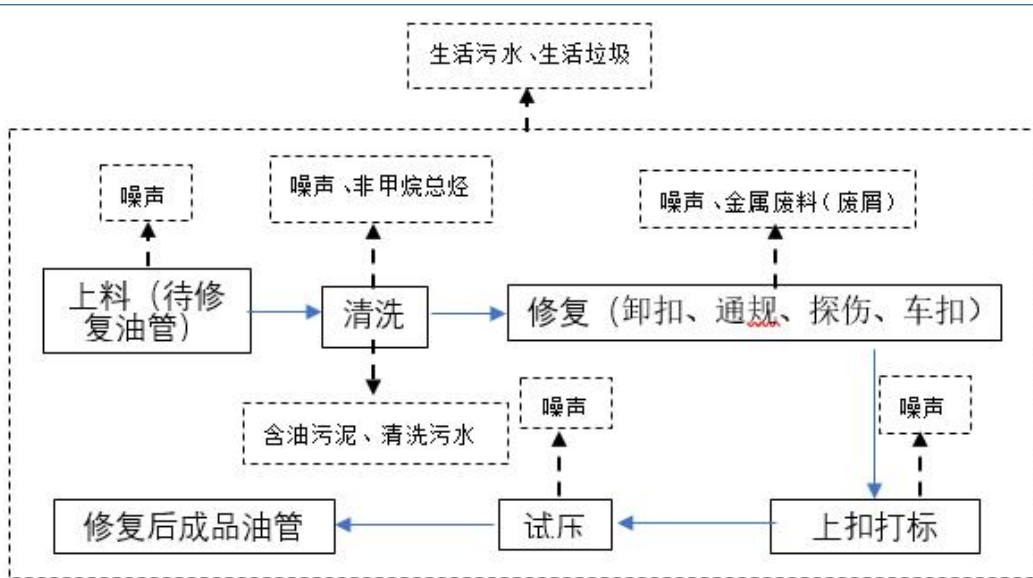 生活污水、生活垃圾
噪声
噪声、非甲烷总烃
噪声、金属废料（废屑）
上料（待修
复油管）
清洗
修复（卸扣、通规、探伤、车扣）
含油污泥、清洗污水
噪声
噪声
修复后成品油管
试压
上扣打标